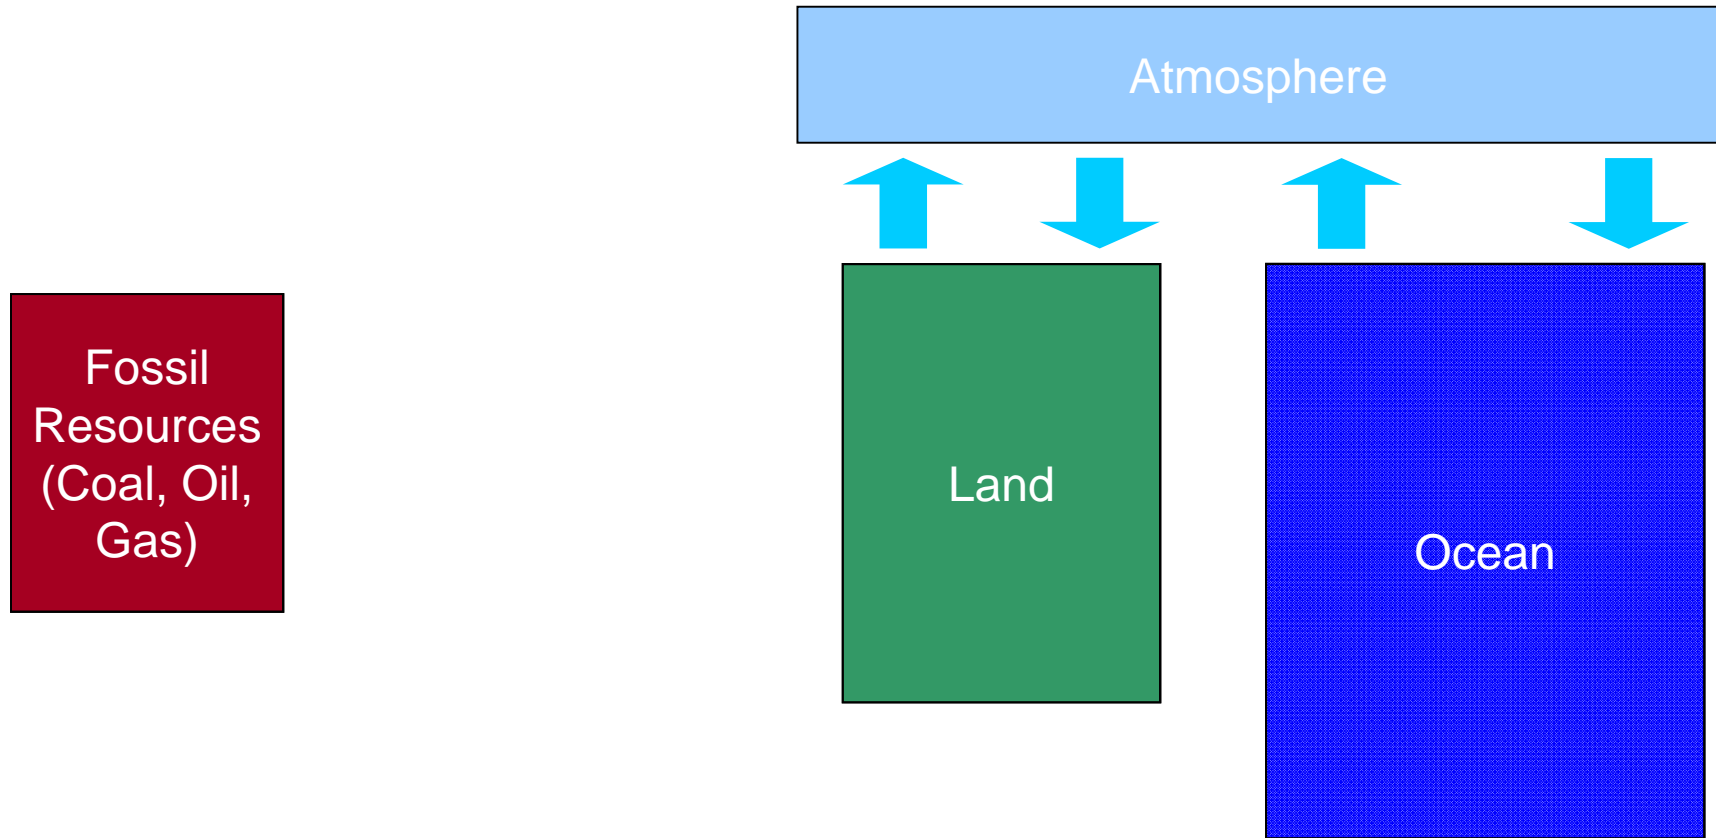 Atmosphere
Fossil
Resources
(Coal, Oil,
Gas)
Land
Ocean